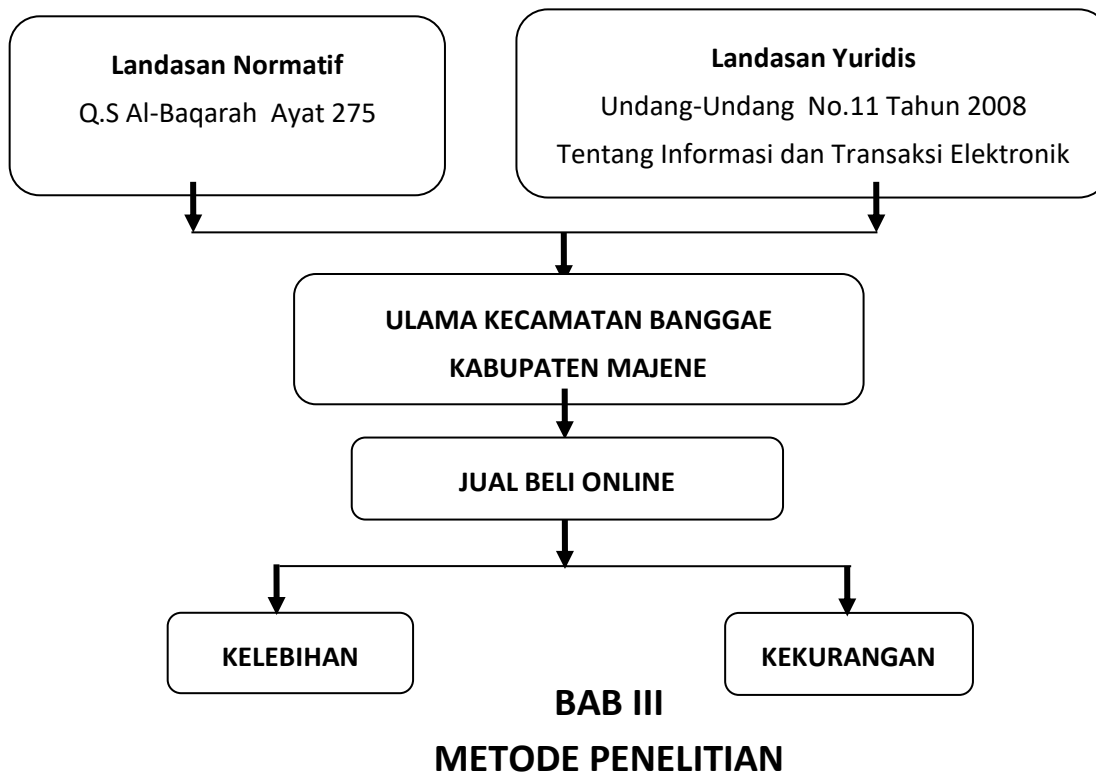 Landasan Normatif
Q.S Al-Baqarah Ayat 275
Landasan Yuridis
Undang-Undang No.11 Tahun 2008
Tentang Informasi dan Transaksi Elektronik
ULAMA KECAMATAN BANGGAE
KABUPATEN MAJENE
JUAL BELI ONLINE
KELEBIHAN
KEKURANGAN
BAB III
METODE PENELITIAN